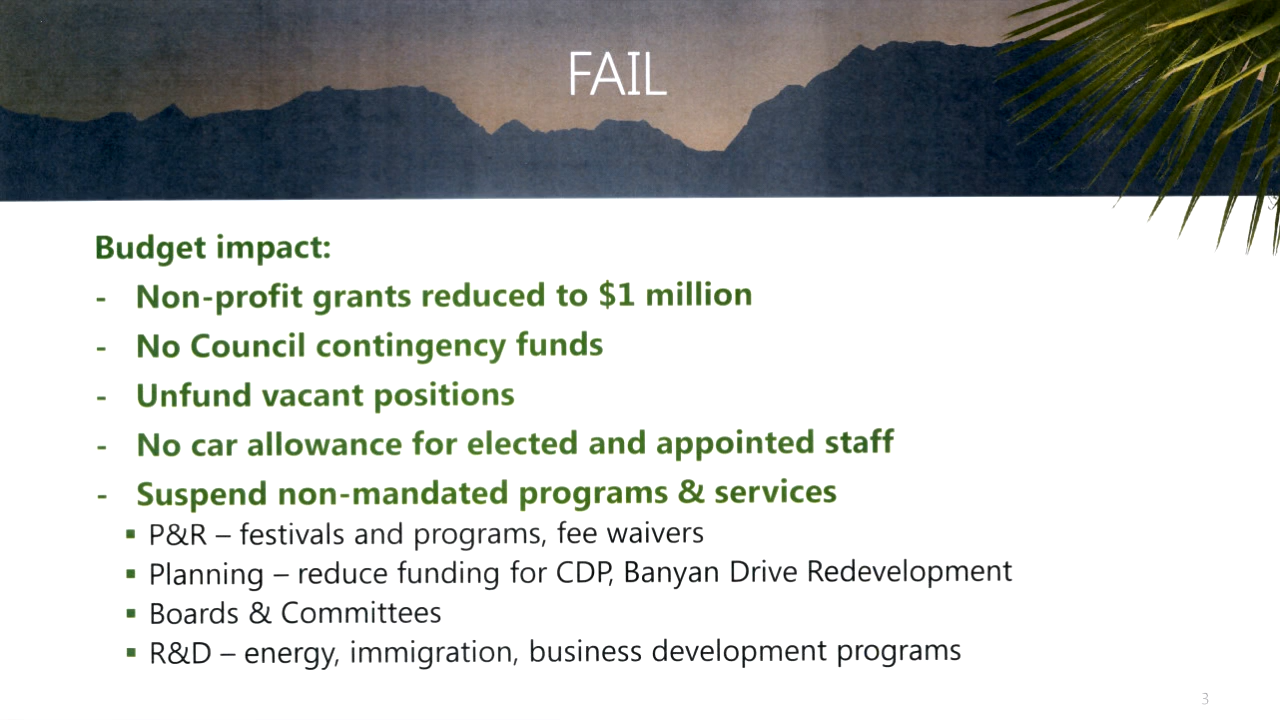 FAIL
Budget impact:
- Non-profit grants reduced to $1 million
- No Council contingency funds
- Unfund vacant positions
- No car allowance for elected and appointed staff
- Suspend non-mandated programs & services
▪ P&R – festivals and programs, fee waivers
▪ Planning – reduce funding for CDP, Banyan Drive Redevelopment
▪ Boards & Committees
▪ R&D – energy, immigration, business development programs
3